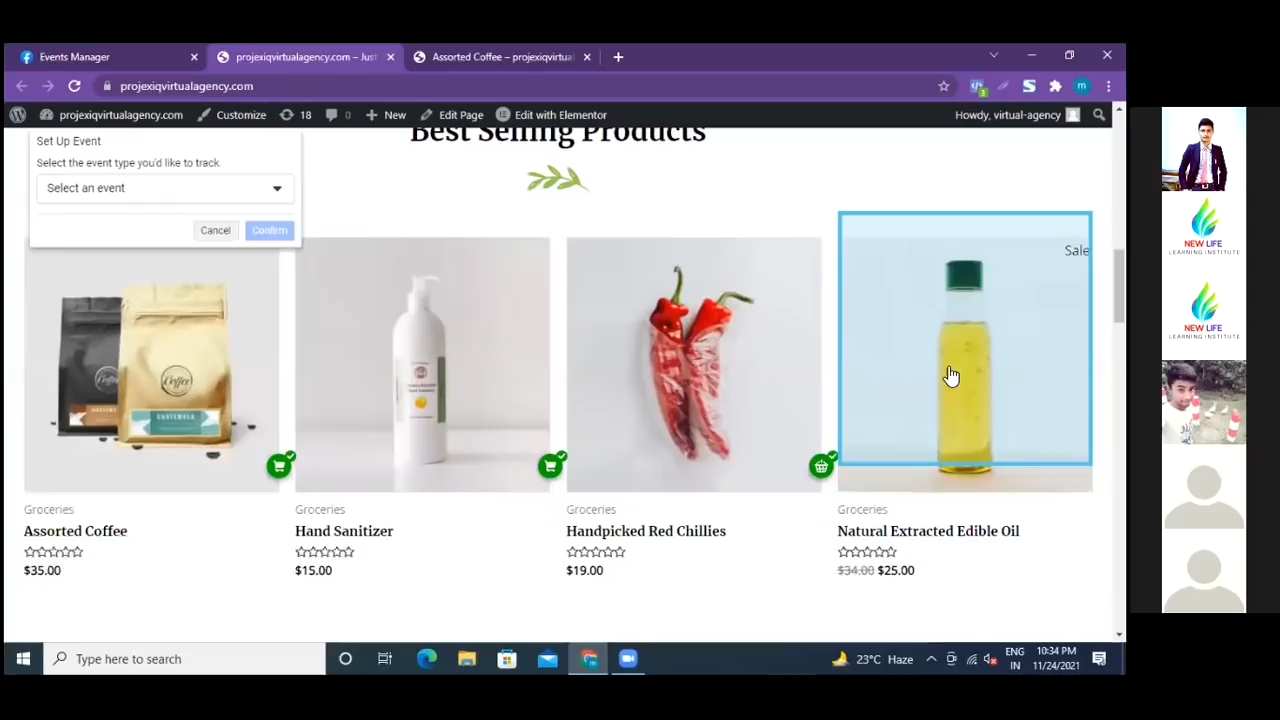 Events Manager
projexiqvirtualagency.com – Just
Assorted Coffee – projexiqvirtua
projexiqvirtualagency.com
3
m
projexiqvirtualagency.com
Customize
18
0
New
Edit Page
Edit with Elementor
Howdy, virtual-agency
Best Selling Products
Set Up Event
Select the event type you'd like to track.
Select an event
Cancel
Confirm
Sale
Coffee
GUATEMALA
Groceries
Assorted Coffee
$35.00
Groceries
Hand Sanitizer
$15.00
Groceries
Handpicked Red Chillies
$19.00
Groceries
Natural Extracted Edible Oil
$34.00 $25.00
NEW LIFE
LEARNING INSTITUTE
NEW LIFE
LEARNING INSTITUTE
Type here to search
23°C Haze
ENG
IN
10:34 PM
11/24/2021